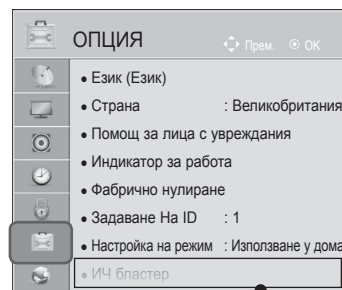 ОПЦИЯ
Прем. OK
• Език (Език)
• Страна : Великобритания
• Помощ за лица с увреждания
• Индикатор за работа
• Фабрично нулиране
• Задаване На ID : 1
• Настройка на режим : Използване у дома
• ИЧ бластер